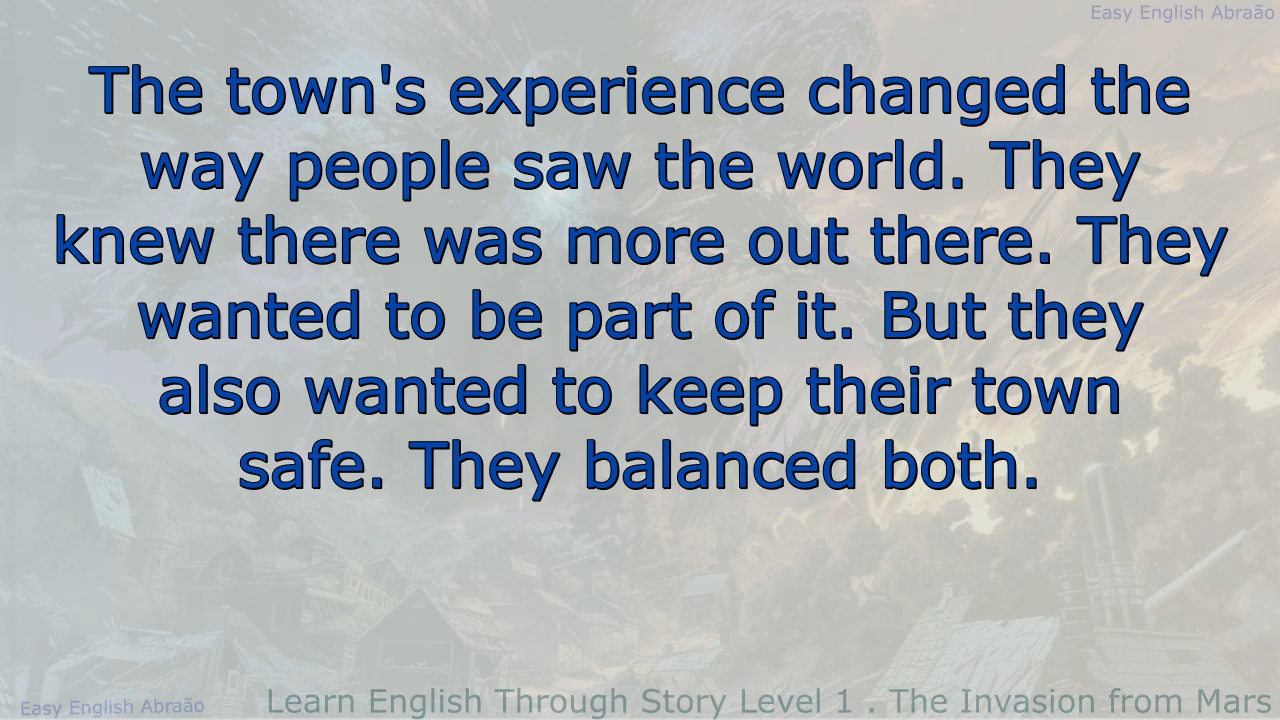 Easy English Abraão
The town's experience changed the
way people saw the world. They
knew there was more out there. They
wanted to be part of it. But they
also wanted to keep their town
safe. They balanced both.
Easy English Abraão
Learn English Through Story Level 1 . The Invasion from Mars